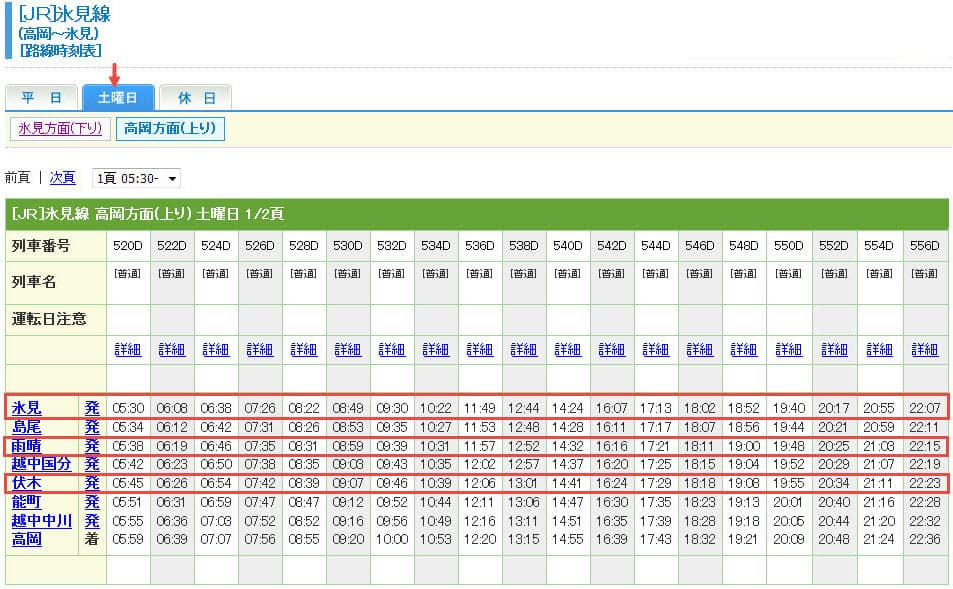 [JR]氷見線
(高岡～氷見)
[路線時刻表]
平 日 土曜日 休 日
氷見方面(下り) 高岡方面(上り)
前頁 | 次頁 1頁 05:30-
[JR]氷見線 高岡方面(上り) 土曜日 1/2頁
列車番号 520D 522D 524D 526D 528D 530D 532D 534D 536D 538D 540D 542D 544D 546D 548D 550D 552D 554D 556D
列車名 [普通] [普通] [普通] [普通] [普通] [普通] [普通] [普通] [普通] [普通] [普通] [普通] [普通] [普通] [普通] [普通] [普通] [普通] [普通]
運転日注意
詳細 詳細 詳細 詳細 詳細 詳細 詳細 詳細 詳細 詳細 詳細 詳細 詳細 詳細 詳細 詳細 詳細 詳細 詳細
氷見 発 05:30 06:08 06:38 07:26 08:22 08:49 09:30 10:22 11:49 12:44 14:24 16:07 17:13 18:02 18:52 19:40 20:17 20:55 22:07
島尾 発 05:34 06:12 06:42 07:31 08:26 08:53 09:35 10:27 11:53 12:48 14:28 16:11 17:17 18:07 18:56 19:44 20:21 20:59 22:11
雨晴 発 05:38 06:19 06:46 07:35 08:31 08:59 09:39 10:31 11:57 12:52 14:32 16:16 17:21 18:11 19:00 19:48 20:25 21:03 22:15
越中国分 発 05:42 06:23 06:50 07:38 08:35 09:03 09:43 10:35 12:02 12:57 14:37 16:20 17:25 18:15 19:04 19:52 20:29 21:07 22:19
伏木 発 05:45 06:26 06:54 07:42 08:39 09:07 09:46 10:39 12:06 13:01 14:41 16:24 17:29 18:18 19:08 19:55 20:34 21:11 22:23
能町 発 05:51 06:31 06:59 07:47 08:47 09:12 09:52 10:44 12:11 13:06 14:47 16:30 17:35 18:23 19:13 20:01 20:40 21:16 22:28
越中中川 発 05:55 06:36 07:03 07:52 08:52 09:16 09:56 10:49 12:16 13:11 14:51 16:35 17:39 18:28 19:18 20:05 20:44 21:20 22:32
高岡 着 05:59 06:39 07:07 07:56 08:55 09:20 10:00 10:53 12:20 13:15 14:55 16:39 17:43 18:32 19:21 20:09 20:48 21:24 22:36